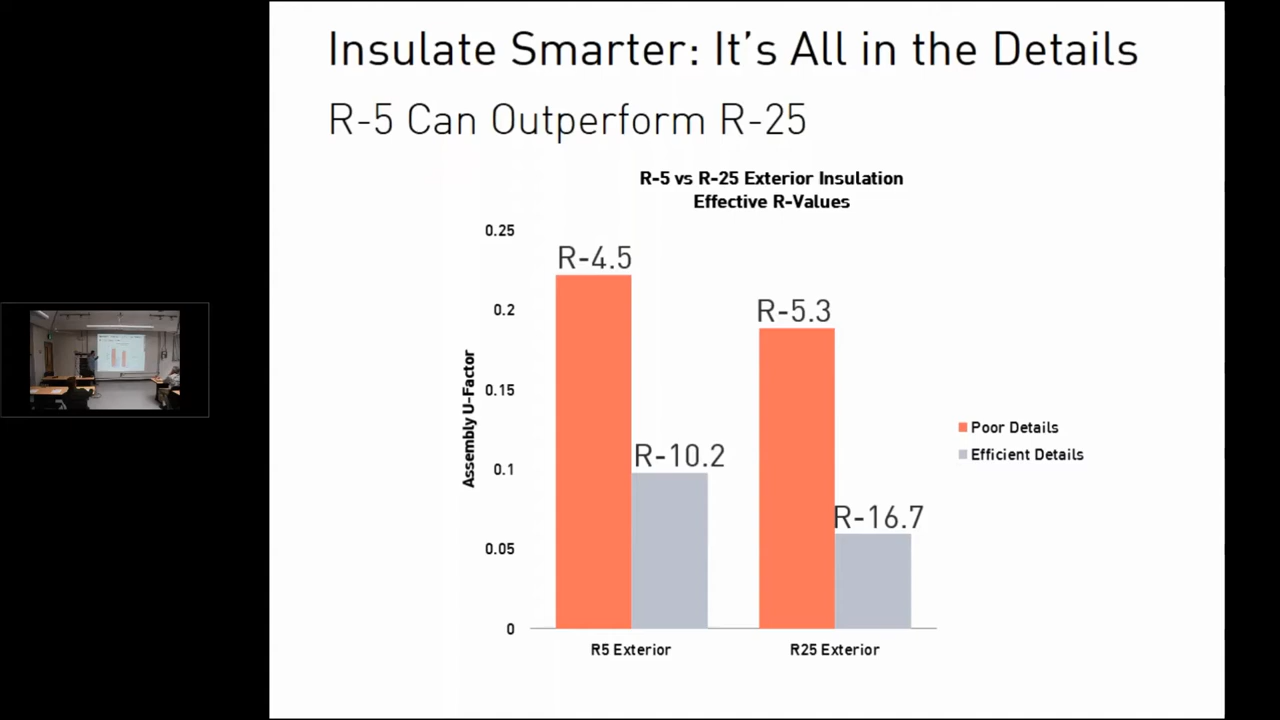 Insulate Smarter: It's All in the Details
R-5 Can Outperform R-25
R-5 vs R-25 Exterior Insulation
Effective R-Values
Assembly U-Factor
0.25
0.2
0.15
0.1
0.05
0
R-4.5
R-10.2
R-5.3
R-16.7
R5 Exterior
R25 Exterior
Poor Details
Efficient Details